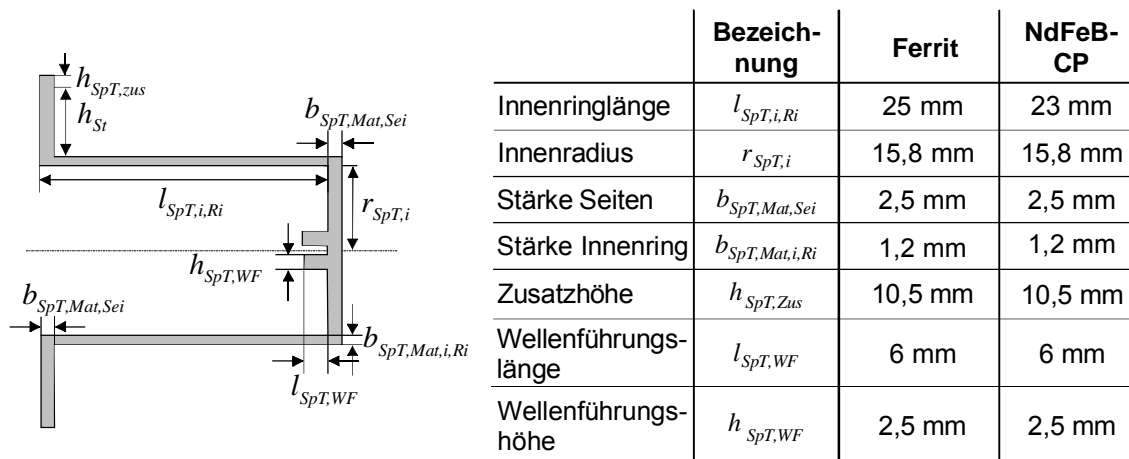 h_SpT,zus
h_St
b_SpT,Mat,Sei
l_SpT,i,Ri
r_SpT,i
h_SpT,WF
b_SpT,Mat,Sei
b_SpT,Mat,i,Ri
l_SpT,WF
Bezeich- Ferrit NdFeB-
nung CP
Innenringlänge l_SpT,i,Ri 25 mm 23 mm
Innenradius r_SpT,i 15,8 mm 15,8 mm
Stärke Seiten b_SpT,Mat,Sei 2,5 mm 2,5 mm
Stärke Innenring b_SpT,Mat,i,Ri 1,2 mm 1,2 mm
Zusatzhöhe h_SpT,Zus 10,5 mm 10,5 mm
Wellenführungs-
länge l_SpT,WF 6 mm 6 mm
Wellenführungs-
höhe h_SpT,WF 2,5 mm 2,5 mm